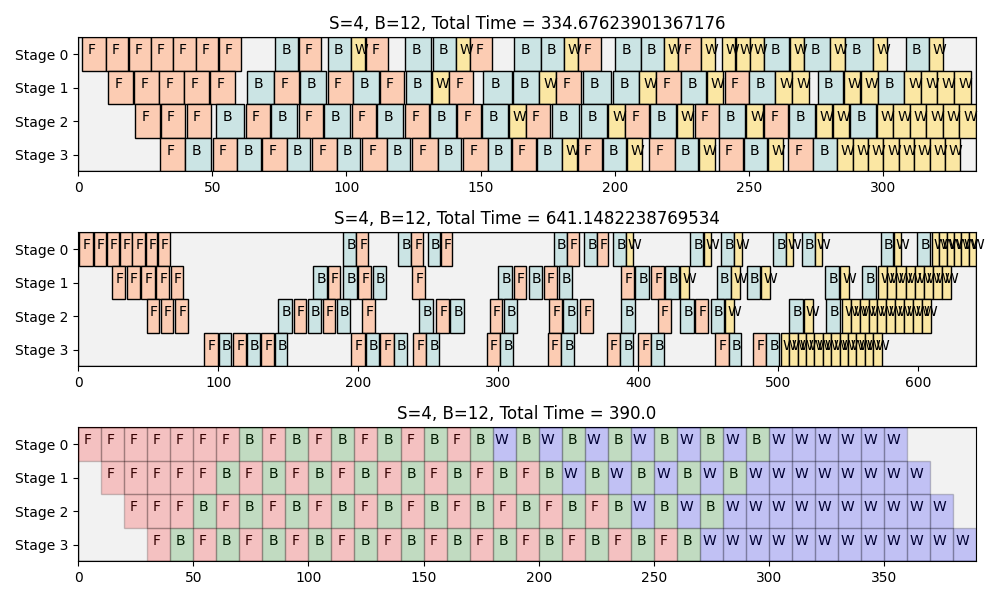 S=4, B=12, Total Time = 334.67623901367176
Stage 0 F F F F F F F B F B W F B B W F B B W F B B W F W W W W B W B W B W B W
Stage 1 F F F F F B F B F B F B W F B B W F B B W F B W F B W W B W W B W W W W
Stage 2 F F F B F B F B F B F B F B F B W F B B W F B W F B W F B W W B W W W W W W
Stage 3 F B F B F B F B F B F B F B F B W F B W F B W F B W F B W W W W W W W W
0 50 100 150 200 250 300
S=4, B=12, Total Time = 641.1482238769534
Stage 0 F F F F F F F B F B F B F B F B F B W B W B W B W B W B W B W W W W W W
Stage 1 F F F F F B F B F B F B F B F B F B F B W B W B W B W B W W W W W W W W
Stage 2 F F F B F B F B F B F B F B F B F B F B F B W B W B W W W W W W W W W W
Stage 3 F B F B F B F B F B F B F B F B F B F B F B F B W W W W W W W W W W W W
0 100 200 300 400 500 600
S=4, B=12, Total Time = 390.0
Stage 0 F F F F F F F B F B F B F B F B F B W B W B W B W B W B W B W W W W W W
Stage 1 F F F F F B F B F B F B F B F B F B F B W B W B W B W B W W W W W W W W
Stage 2 F F F B F B F B F B F B F B F B F B F B F B W B W B W W W W W W W W W W
Stage 3 F B F B F B F B F B F B F B F B F B F B F B F B W W W W W W W W W W W W
0 50 100 150 200 250 300 350